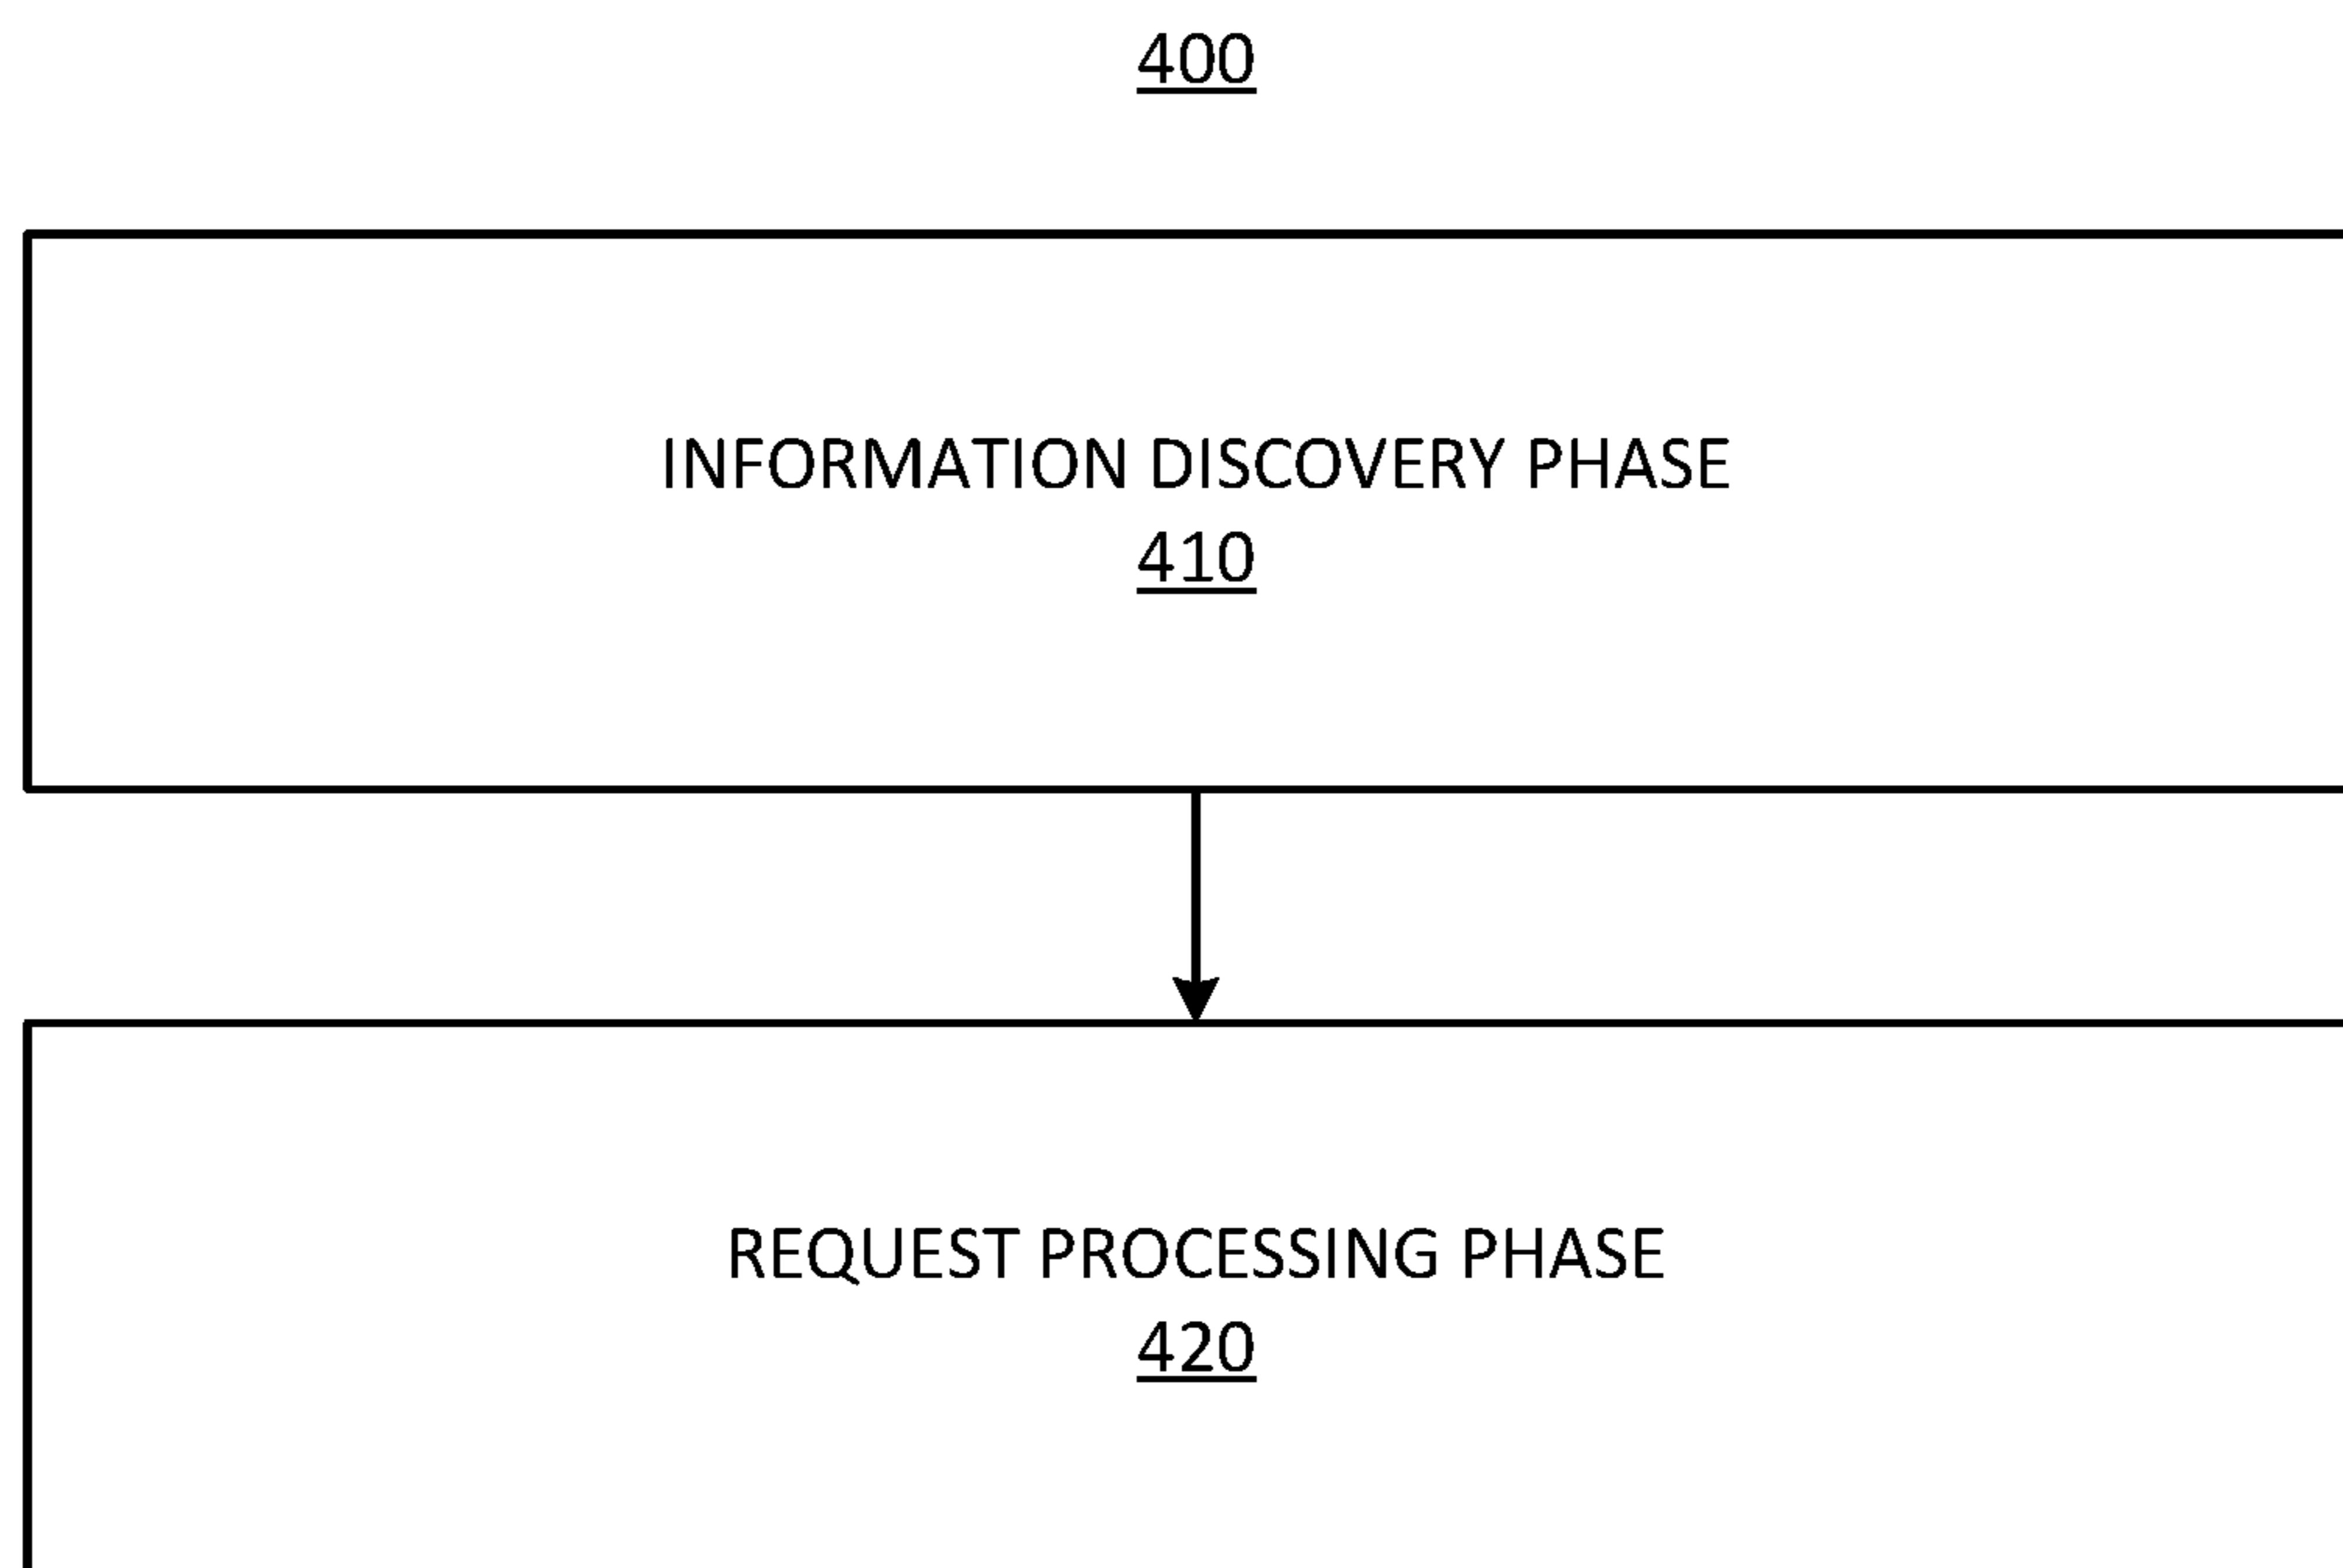 400
INFORMATION DISCOVERY PHASE
410
REQUEST PROCESSING PHASE
420